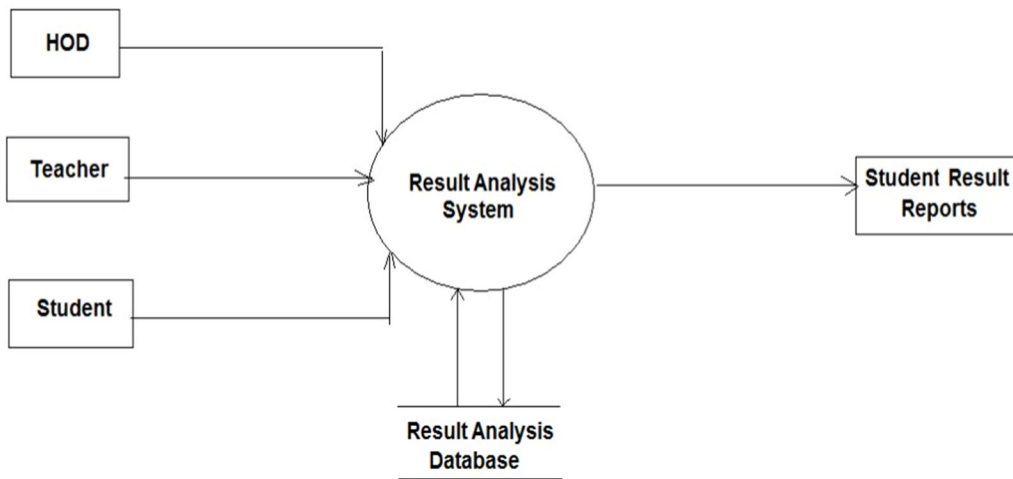 HOD
Teacher
Student
Result Analysis
System
Student Result
Reports
Result Analysis
Database